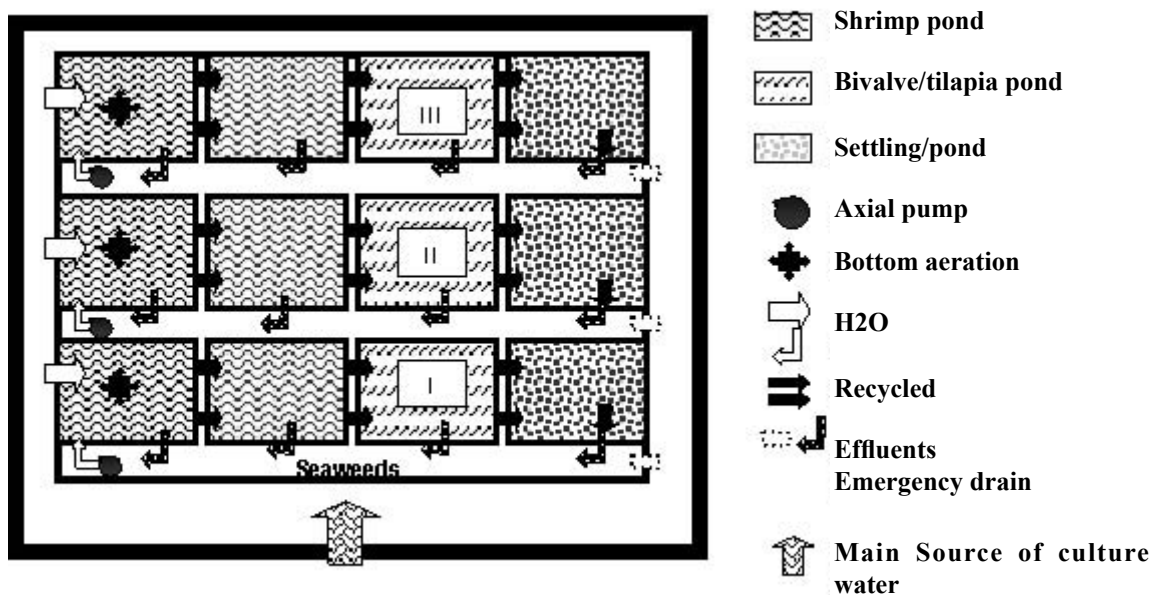 III
II
I
Seaweeds
Shrimp pond
Bivalve/tilapia pond
Settling/pond
Axial pump
Bottom aeration
H2O
Recycled
Effluents
Emergency drain
Main Source of culture
water